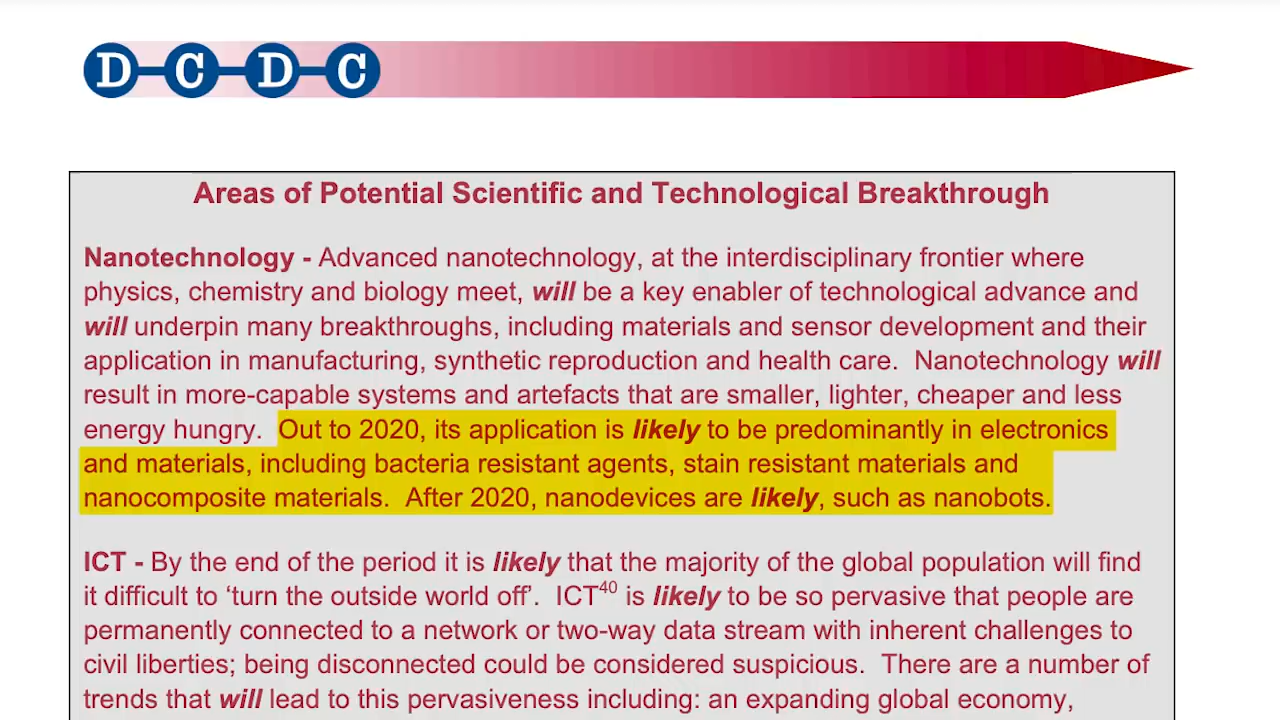 D C D C
Areas of Potential Scientific and Technological Breakthrough
Nanotechnology - Advanced nanotechnology, at the interdisciplinary frontier where
physics, chemistry and biology meet, will be a key enabler of technological advance and
will underpin many breakthroughs, including materials and sensor development and their
application in manufacturing, synthetic reproduction and health care. Nanotechnology will
result in more-capable systems and artefacts that are smaller, lighter, cheaper and less
energy hungry. Out to 2020, its application is likely to be predominantly in electronics
and materials, including bacteria resistant agents, stain resistant materials and
nanocomposite materials. After 2020, nanodevices are likely, such as nanobots.
ICT - By the end of the period it is likely that the majority of the global population will find
it difficult to ‘turn the outside world off’. ICT40 is likely to be so pervasive that people are
permanently connected to a network or two-way data stream with inherent challenges to
civil liberties; being disconnected could be considered suspicious. There are a number of
trends that will lead to this pervasiveness including: an expanding global economy,